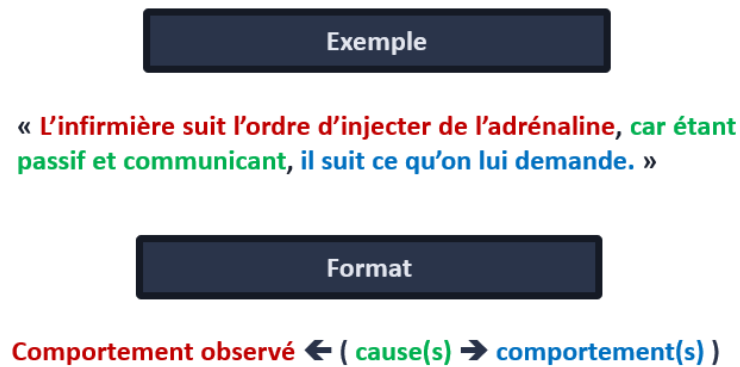 Exemple
« L’infirmière suit l’ordre d’injecter de l’adrénaline, car étant
passif et communicant, il suit ce qu’on lui demande. »
Format
Comportement observé 🡸 ( cause(s) 🡺 comportement(s) )